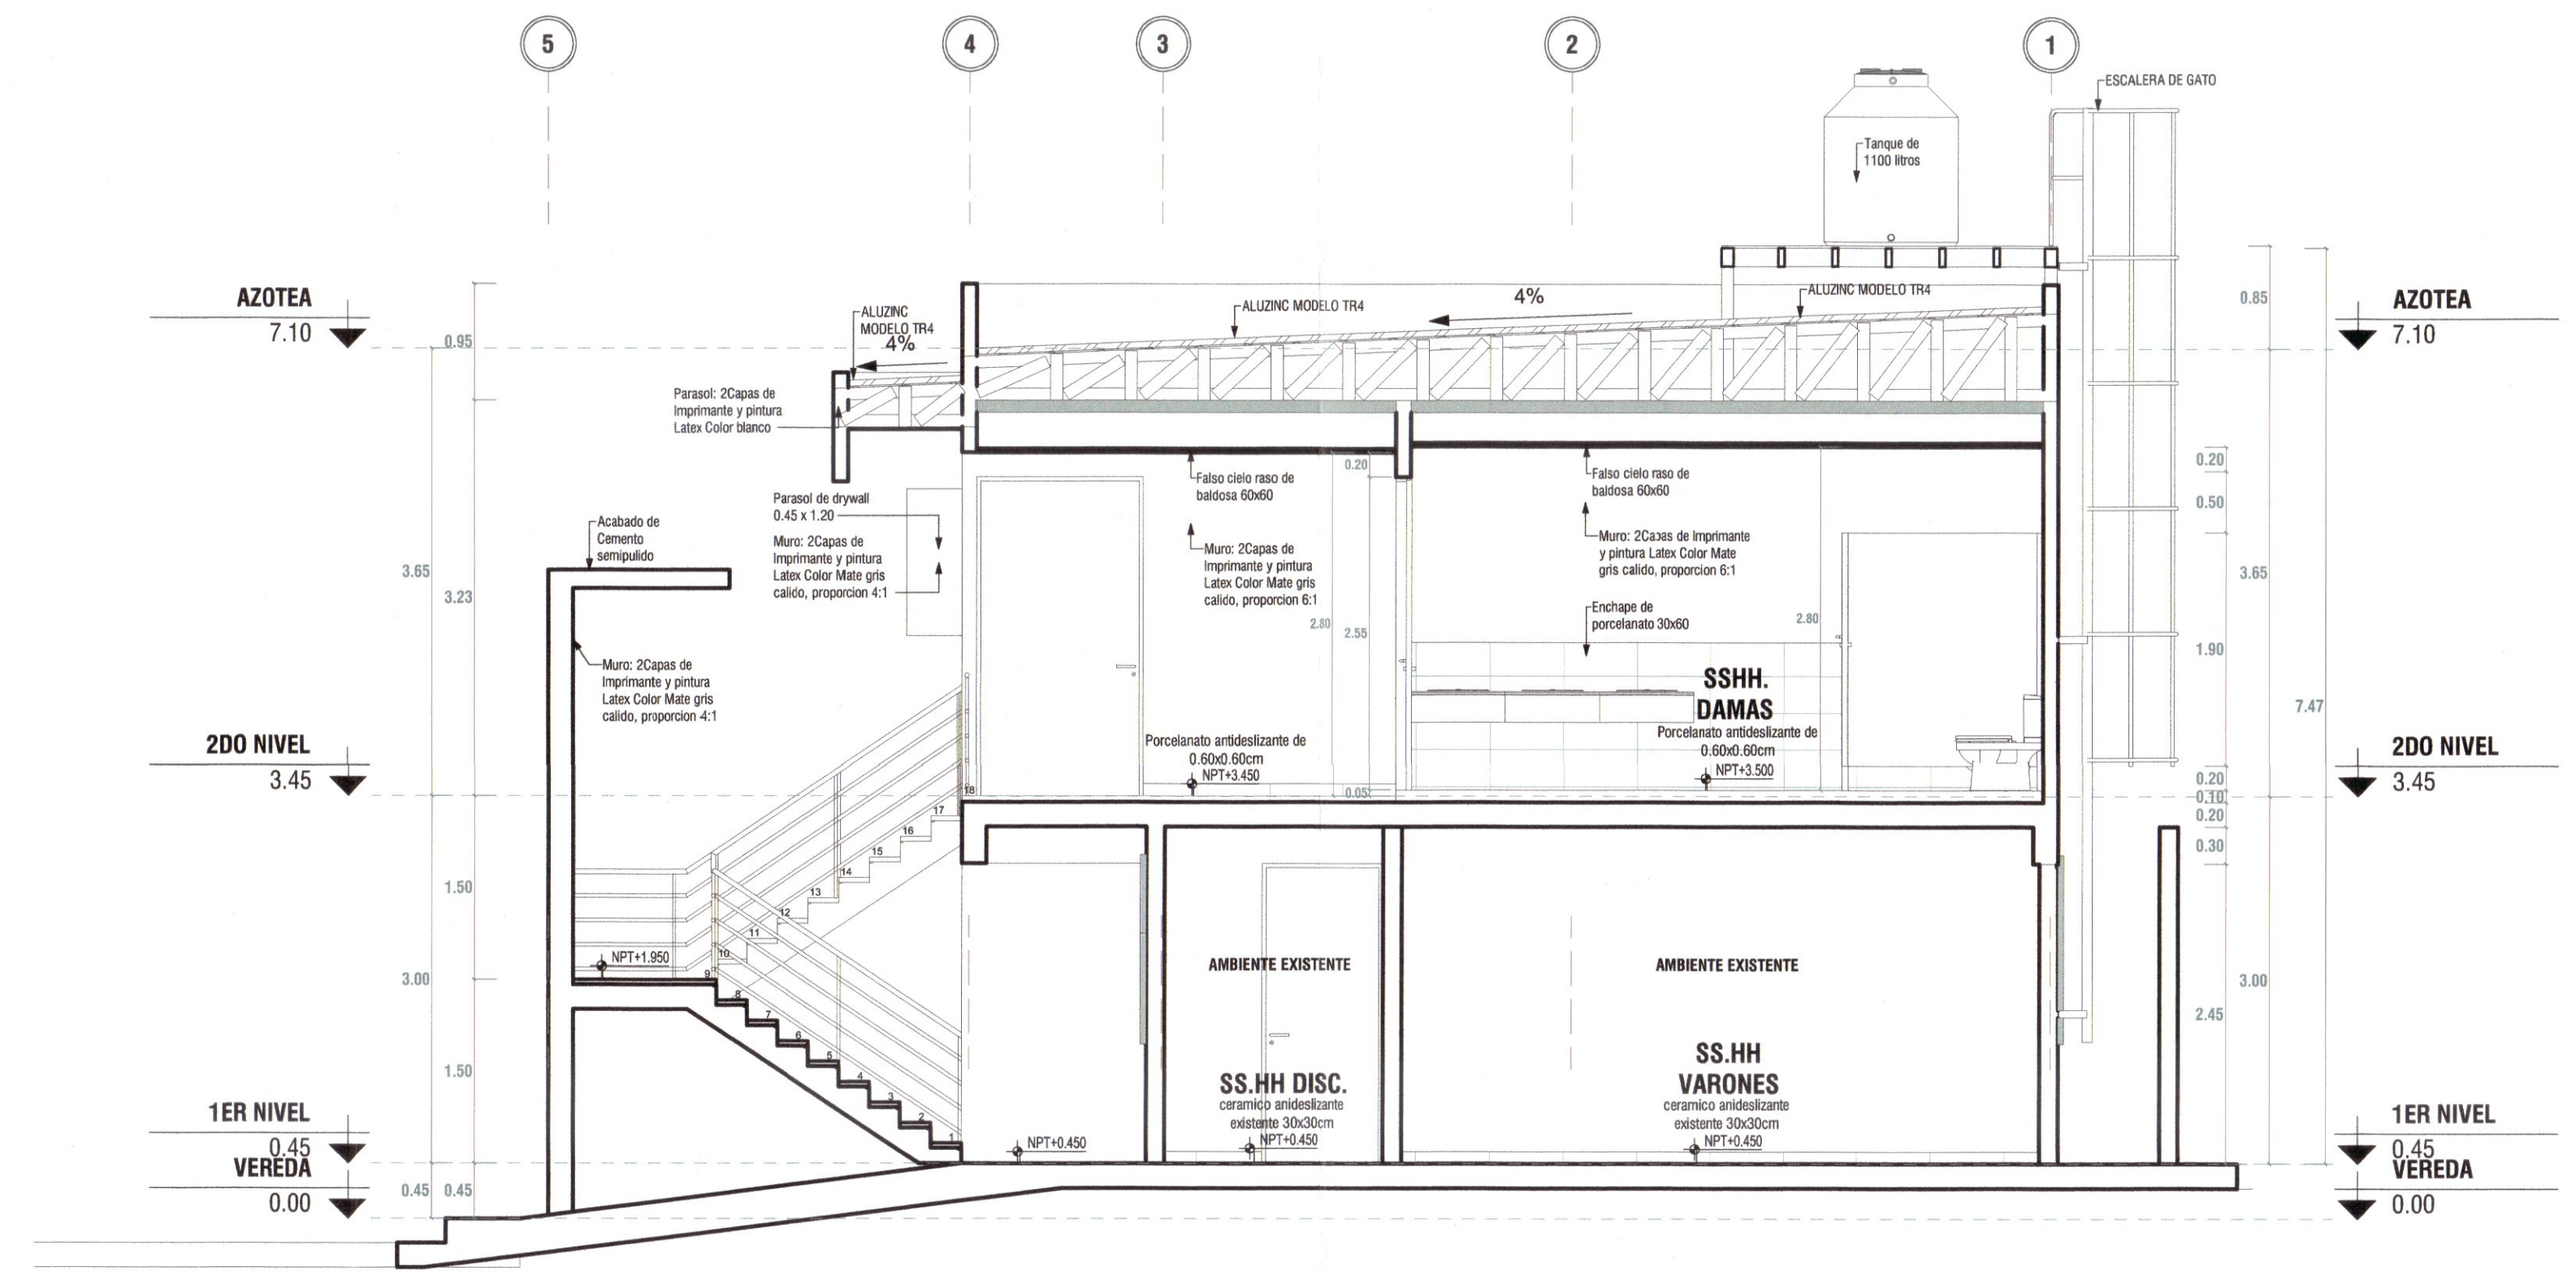 5
4
3
2
1
ESCALERA DE GATO
Tanque de
1100 litros
AZOTEA
7.10
0.95
ALUZINC
MODELO TR4
4%
ALUZINC MODELO TR4
4%
ALUZINC MODELO TR4
0.85
AZOTEA
7.10
Parasol: 2Capas de
Imprimante y pintura
Latex Color blanco
Parasol de drywall
0.45 x 1.20
Muro: 2Capas de
Imprimante y pintura
Latex Color Mate gris
calido, proporcion 4:1
Acabado de
Cemento
semipulido
Falso cielo raso de
baldosa 60x60
Muro: 2Capas de
Imprimante y pintura
Latex Color Mate gris
calido, proporcion 6:1
0.20
2.80
2.55
0.05
Falso cielo raso de
baldosa 60x60
Muro: 2Capas de Imprimante
y pintura Latex Color Mate
gris calido, proporcion 6:1
Enchape de
porcelanato 30x60
2.80
0.20
0.50
3.65
1.90
7.47
3.65
3.23
Muro: 2Capas de
Imprimante y pintura
Latex Color Mate gris
calido, proporcion 4:1
SSHH.
DAMAS
Porcelanato antideslizante de
0.60x0.60cm
NPT+3.500
Porcelanato antideslizante de
0.60x0.60cm
NPT+3.450
2DO NIVEL
3.45
2DO NIVEL
3.45
0.20
0.10
0.20
0.30
18
17
16
15
14
13
12
11
10
9
8
7
6
5
4
3
2
1
1.50
NPT+1.950
3.00
1.50
AMBIENTE EXISTENTE
AMBIENTE EXISTENTE
3.00
2.45
SS.HH DISC.
ceramico anideslizante
existente 30x30cm
NPT+0.450
SS.HH
VARONES
ceramico anideslizante
existente 30x30cm
NPT+0.450
NPT+0.450
1ER NIVEL
0.45
VEREDA
0.00
0.45
0.45
1ER NIVEL
0.45
VEREDA
0.00